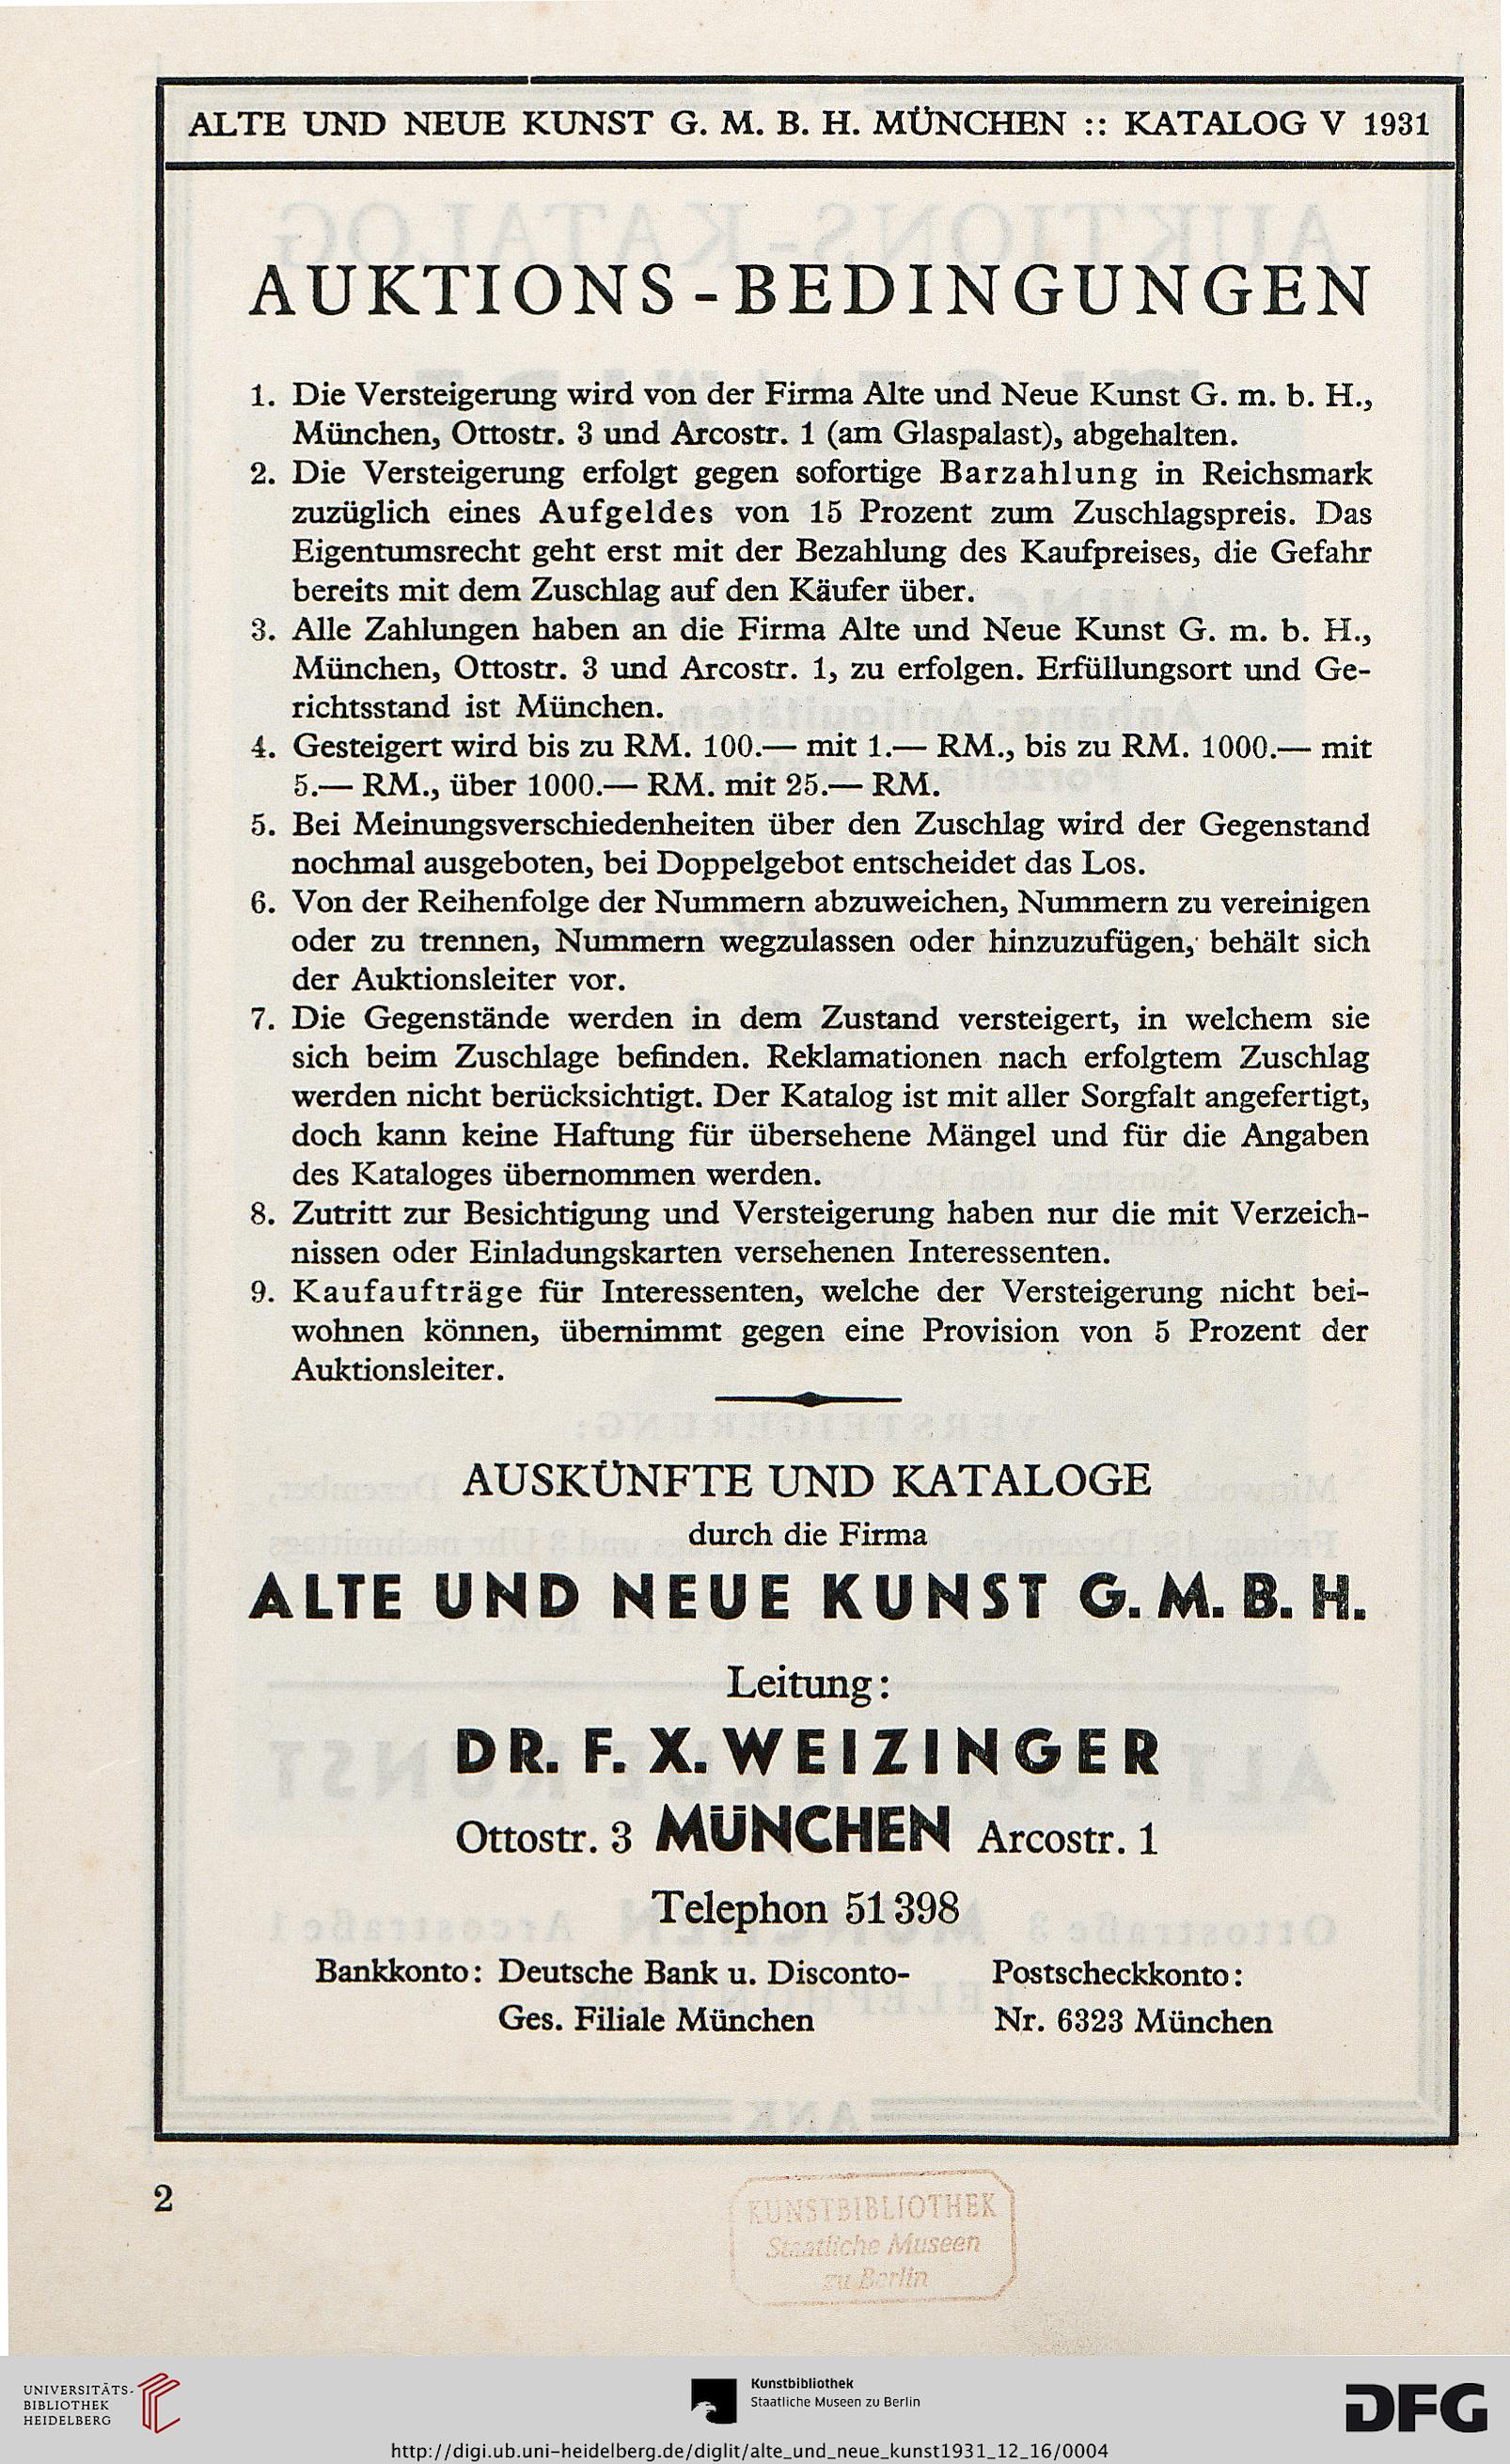 ALTE UND NEUE KUNST G. M. B. H. MÜNCHEN :: KATALOG V 1931
AUKTIONS-BEDINGUNGEN
1. Die Versteigerung wird von der Firma Alte und Neue Kunst G. m. b. H.,
München, Ottostr. 3 und Arcostr. 1 (am Glaspalast), abgehalten.
2. Die Versteigerung erfolgt gegen sofortige Barzahlung in Reichsmark
zuzüglich eines Aufgeldes von 15 Prozent zum Zuschlagspreis. Das
Eigentumsrecht geht erst mit der Bezahlung des Kaufpreises, die Gefahr
bereits mit dem Zuschlag auf den Käufer über.
3. Alle Zahlungen haben an die Firma Alte und Neue Kunst G. m. b. H.,
München, Ottostr. 3 und Arcostr. 1, zu erfolgen. Erfüllungsort und Ge-
richtsstand ist München.
4. Gesteigert wird bis zu RM. 100.— mit 1.— RM., bis zu RM. 1000.— mit
5.— RM., über 1000.— RM. mit 25.— RM.
5. Bei Meinungsverschiedenheiten über den Zuschlag wird der Gegenstand
nochmal ausgeboten, bei Doppelgebot entscheidet das Los.
6. Von der Reihenfolge der Nummern abzuweichen, Nummern zu vereinigen
oder zu trennen, Nummern wegzulassen oder hinzuzufügen, behält sich
der Auktionsleiter vor.
7. Die Gegenstände werden in dem Zustand versteigert, in welchem sie
sich beim Zuschlage befinden. Reklamationen nach erfolgtem Zuschlag
werden nicht berücksichtigt. Der Katalog ist mit aller Sorgfalt angefertigt,
doch kann keine Haftung für übersehene Mängel und für die Angaben
des Kataloges übernommen werden.
8. Zutritt zur Besichtigung und Versteigerung haben nur die mit Verzeich-
nissen oder Einladungskarten versehenen Interessenten.
9. Kaufaufträge für Interessenten, welche der Versteigerung nicht bei-
wohnen können, übernimmt gegen eine Provision von 5 Prozent der
Auktionsleiter.
AUSKÜNFTE UND KATALOGE
durch die Firma
ALTE UND NEUE KUNST G. M. B. H.
Leitung:
DR. F. X. WEIZINGER
Ottostr. 3 MÜNCHEN Arcostr. 1
Telephon 51 398
Bankkonto: Deutsche Bank u. Disconto-
Ges. Filiale München
Postscheckkonto:
Nr. 6323 München
2
KUNSTBIBLIOTHEK
Staatliche Museen
zu Berlin
UNIVERSITÄTS-
BIBLIOTHEK
HEIDELBERG
Kunstbibliothek
Staatliche Museen zu Berlin
DFG
http://digi.ub.uni-heidelberg.de/diglit/alte_und_neue_kunst1931_12_16/0004